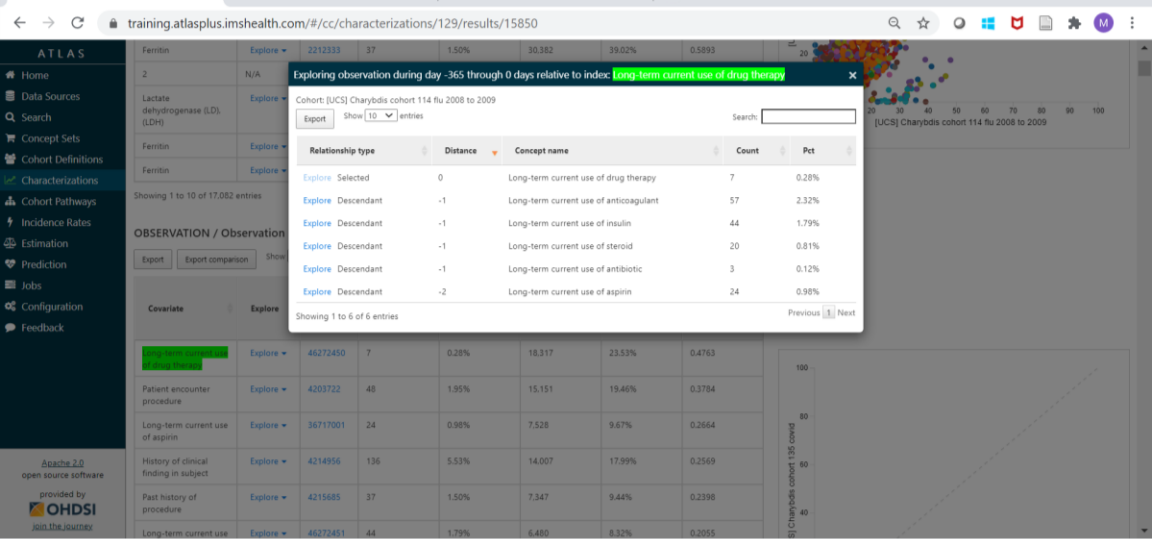 training.atlasplus.imshealth.com/#/cc/characterizations/129/results/15850
M
ATLAS
Home
Data Sources
Search
Concept Sets
Cohort Definitions
Characterizations
Cohort Pathways
Incidence Rates
Estimation
Prediction
Jobs
Configuration
Feedback
Apache 2.0
open source software
provided by
OHDSI
join the journey
Ferritin Explore 2212333 37 1.50% 30,382 39.02% 0.5893
2 N/A
Lactate Explore
dehydrogenase (LD),
(LDH)
Ferritin Explore
Ferritin Explore
Showing 1 to 10 of 17,082 entries
OBSERVATION / Observation
Export Export comparison Show
Covariate Explore
Exploring observation during day -365 through 0 days relative to index: Long-term current use of drug therapy ×
Cohort: [UCS] Charybdis cohort 114 flu 2008 to 2009
Export Show 10 entries Search:
Relationship type Distance Concept name Count Pct
Explore Selected 0 Long-term current use of drug therapy 7 0.28%
Explore Descendant -1 Long-term current use of anticoagulant 57 2.32%
Explore Descendant -1 Long-term current use of insulin 44 1.79%
Explore Descendant -1 Long-term current use of steroid 20 0.81%
Explore Descendant -1 Long-term current use of antibiotic 3 0.12%
Explore Descendant -2 Long-term current use of aspirin 24 0.98%
Showing 1 to 6 of 6 entries Previous 1 Next
Long-term current use Explore 46272450 7 0.28% 18,317 23.53% 0.4763
of drug therapy
Patient encounter Explore 4203722 48 1.95% 15,151 19.46% 0.3784
procedure
Long-term current use Explore 36717001 24 0.98% 7,528 9.67% 0.2664
of aspirin
History of clinical Explore 4214956 136 5.53% 14,007 17.99% 0.2569
finding in subject
Past history of Explore 4215685 37 1.50% 7,347 9.44% 0.2398
procedure
Long-term current use Explore 46272451 44 1.79% 6,480 8.32% 0.2055
20
20 30 40 50 60 70 80 90 100
[UCS] Charybdis cohort 114 flu 2008 to 2009
100
80
60
40
S] Charybdis cohort 135 covid